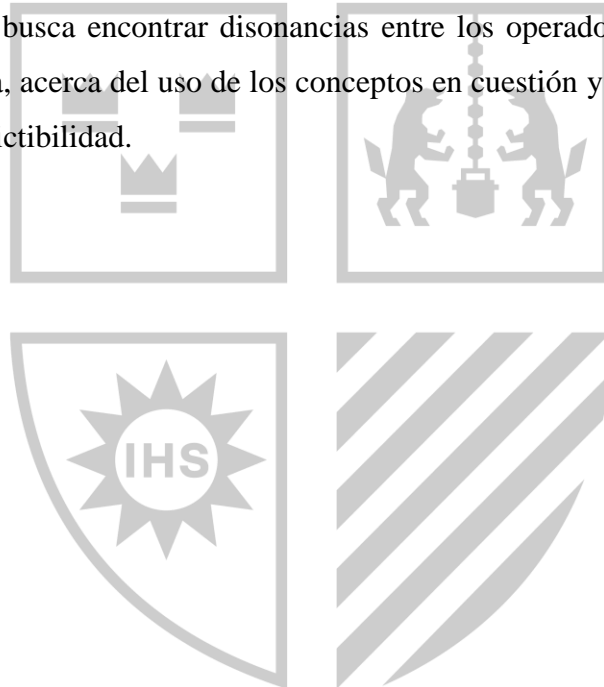 busca encontrar disonancias entre los operado
, acerca del uso de los conceptos en cuestión y
ctibilidad.
IHS